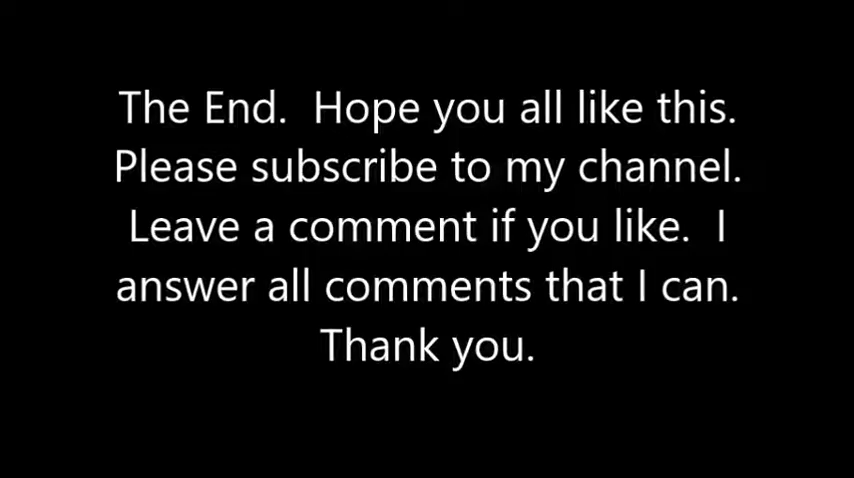 The End.  Hope you all like this.
Please subscribe to my channel.
Leave a comment if you like.  I
answer all comments that I can.
Thank you.